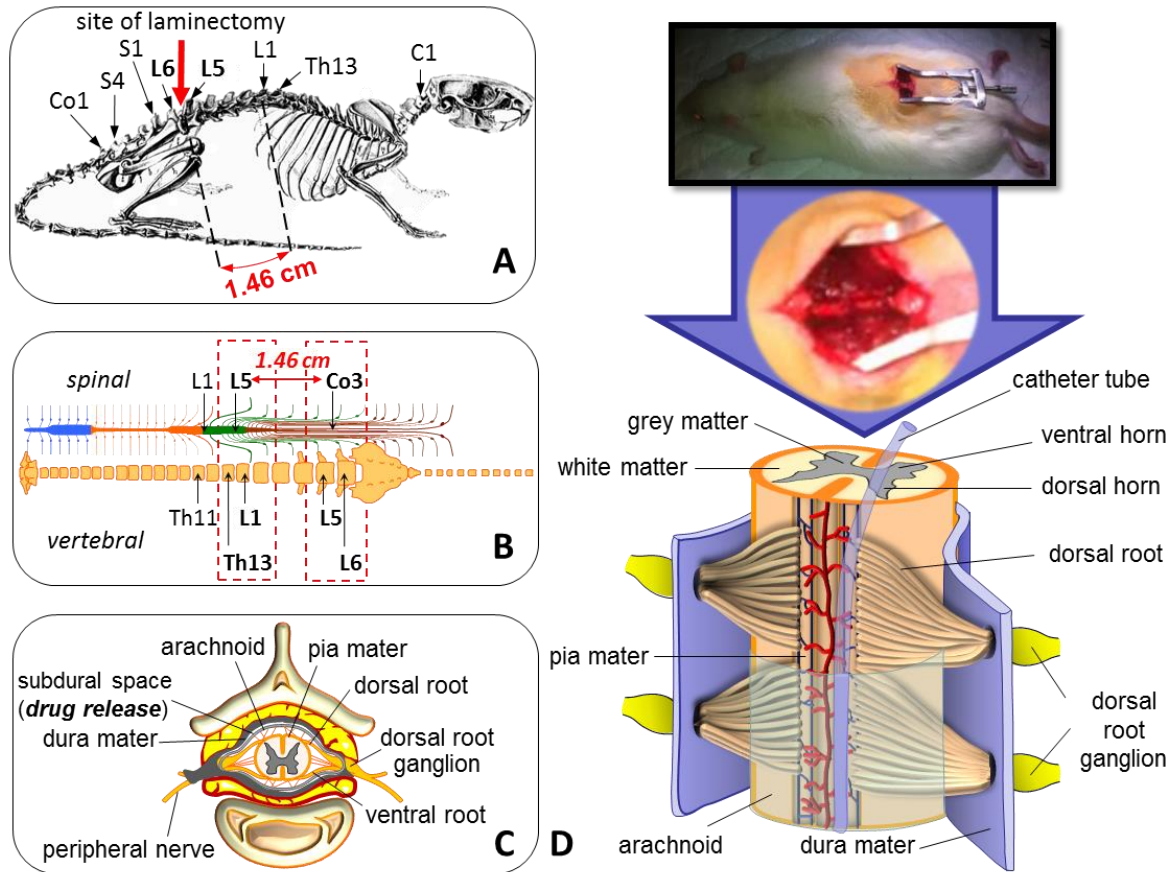 site of laminectomy
S1
L6
L5
L1
Th13
C1
S4
Co1
1.46 cm
A
1.46 cm
spinal
L1
L5
Co3
Th11
L1
L5
vertebral
Th13
L6
B
arachnoid
pia mater
subdural space
(drug release)
dorsal root
dura mater
dorsal root
ganglion
ventral root
peripheral nerve
C
catheter tube
grey matter
ventral horn
white matter
dorsal horn
dorsal root
pia mater
dorsal
root
ganglion
arachnoid
dura mater
D